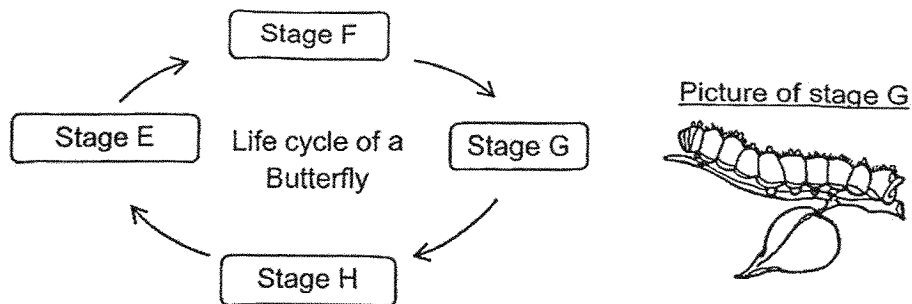 Stage F
Picture of stage G
Stage E
Life cycle of a
Butterfly
Stage G
Stage H